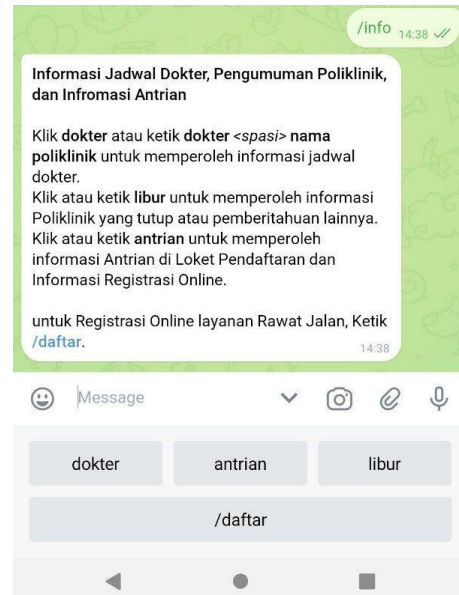 /info 14:38
Informasi Jadwal Dokter, Pengumuman Poliklinik,
dan Infromasi Antrian
Klik dokter atau ketik dokter <spasi> nama
poliklinik untuk memperoleh informasi jadwal
dokter.
Klik atau ketik libur untuk memperoleh informasi
Poliklinik yang tutup atau pemberitahuan lainnya.
Klik atau ketik antrian untuk memperoleh
informasi Antrian di Loket Pendaftaran dan
Informasi Registrasi Online.
untuk Registrasi Online layanan Rawat Jalan, Ketik
/daftar.
14:38
Message
dokter antrian libur
/daftar